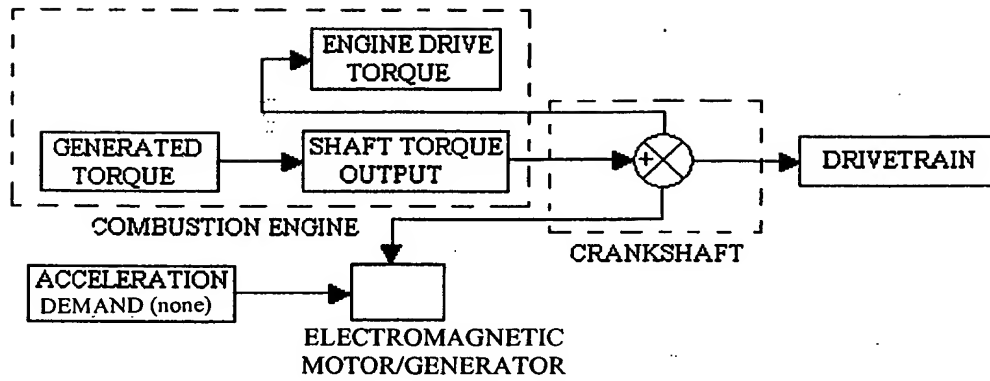 ENGINE DRIVE
TORQUE
GENERATED
TORQUE
SHAFT TORQUE
OUTPUT
+
DRIVETRAIN
COMBUSTION ENGINE
CRANKSHAFT
ACCELERATION
DEMAND (none)
ELECTROMAGNETIC
MOTOR/GENERATOR